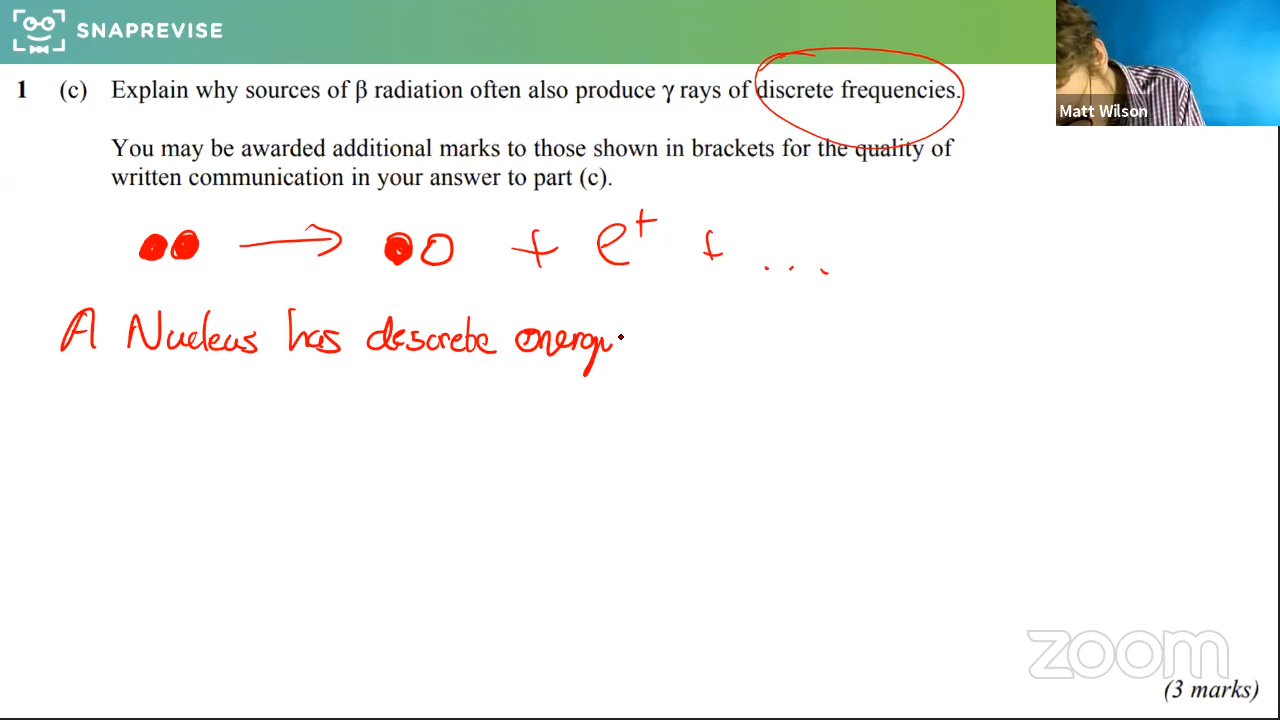 SNAPREVISE
Matt Wilson
1 (c) Explain why sources of β radiation often also produce γ rays of discrete frequencies.
You may be awarded additional marks to those shown in brackets for the quality of
written communication in your answer to part (c).
→ + e⁺ + ...
A Nucleus has descrete energy
zoom
(3 marks)